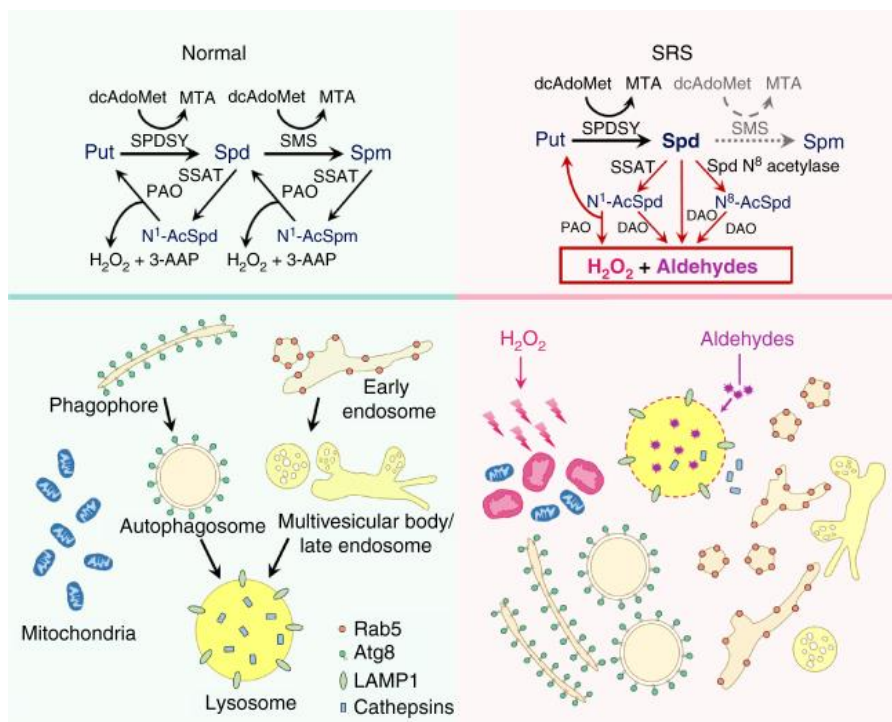 Normal
dcAdoMet MTA dcAdoMet MTA
SPDSY SMS
Put Spd Spm
SSAT SSAT
PAO PAO
N¹-AcSpd N¹-AcSpm
H₂O₂ + 3-AAP H₂O₂ + 3-AAP
SRS
dcAdoMet MTA dcAdoMet MTA
SPDSY SMS
Put Spd Spm
SSAT Spd N⁸ acetylase
N¹-AcSpd N⁸-AcSpd
PAO DAO DAO DAO
H₂O₂ + Aldehydes
Phagophore
Early
endosome
Autophagosome
Multivesicular body/
late endosome
Mitochondria
Lysosome
Rab5
Atg8
LAMP1
Cathepsins
H₂O₂
Aldehydes